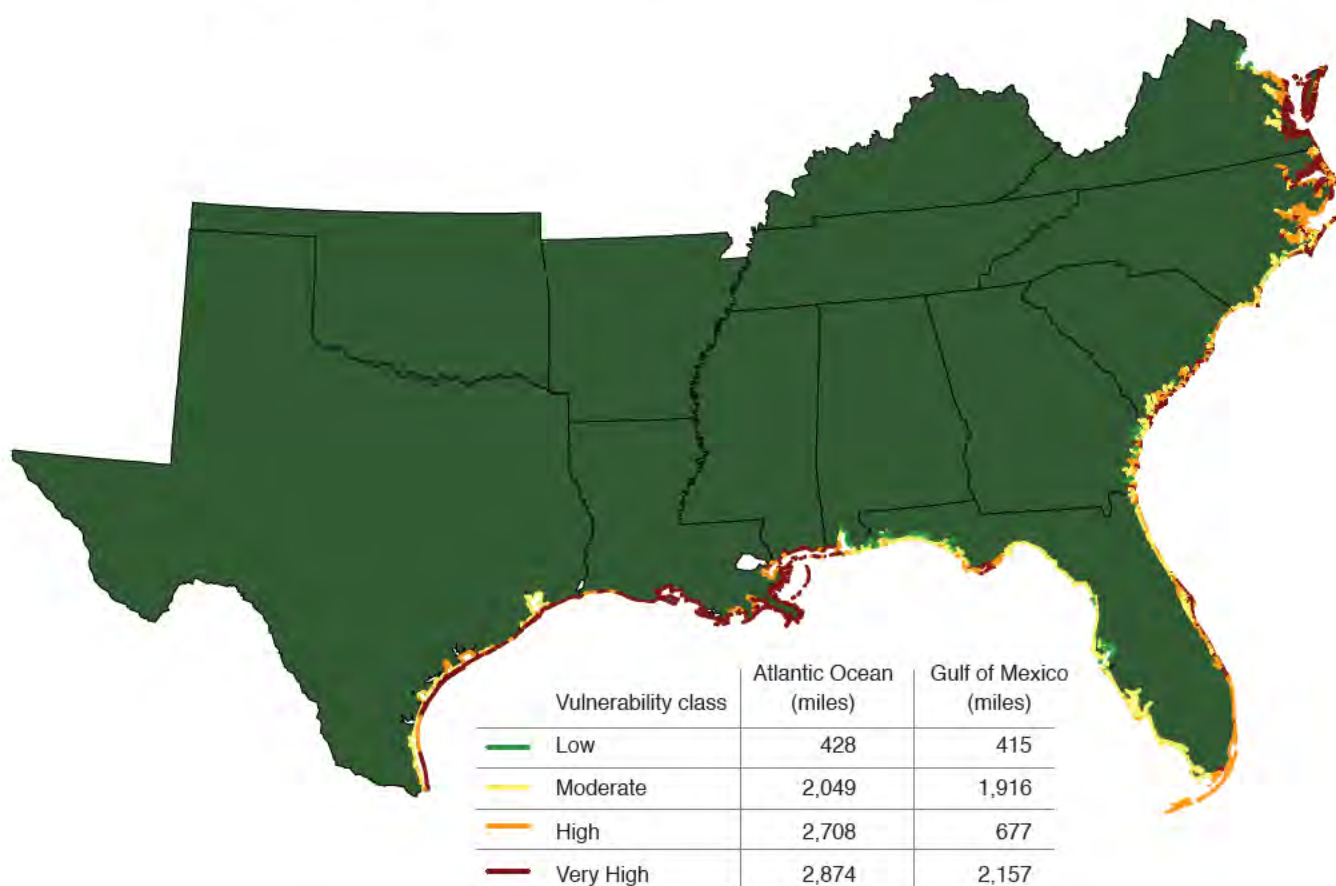 Atlantic Ocean Gulf of Mexico
Vulnerability class (miles) (miles)
Low 428 415
Moderate 2,049 1,916
High 2,708 677
Very High 2,874 2,157